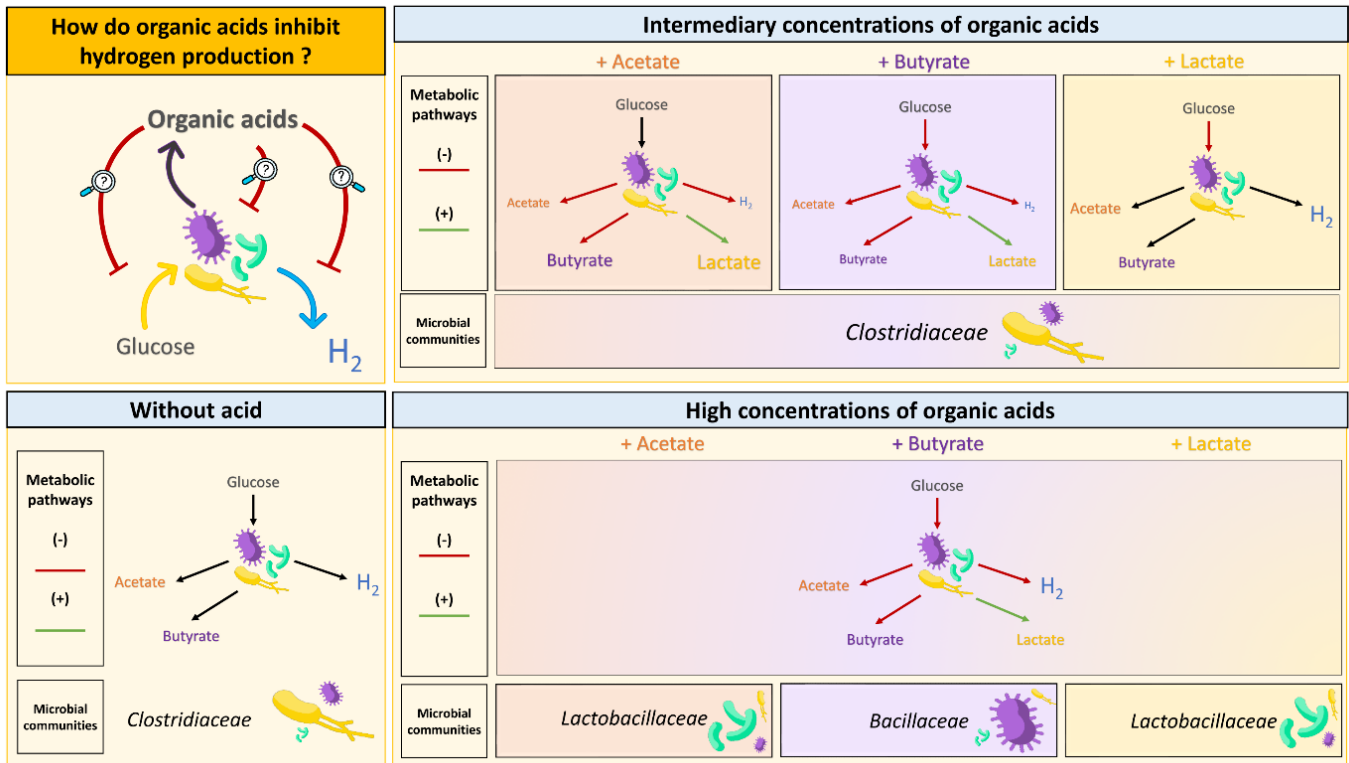 How do organic acids inhibit
hydrogen production ?
Organic acids
?
?
?
Glucose
H2
Intermediary concentrations of organic acids
+ Acetate
+ Butyrate
+ Lactate
Metabolic
pathways
(-)
(+)
Glucose
Acetate
H2
Butyrate
Lactate
Glucose
Acetate
H2
Butyrate
Lactate
Glucose
Acetate
H2
Butyrate
Microbial
communities
Clostridiaceae
Without acid
Metabolic
pathways
(-)
(+)
Glucose
Acetate
H2
Butyrate
Microbial
communities
Clostridiaceae
High concentrations of organic acids
+ Acetate
+ Butyrate
+ Lactate
Metabolic
pathways
(-)
(+)
Glucose
Acetate
H2
Butyrate
Lactate
Microbial
communities
Lactobacillaceae
Bacillaceae
Lactobacillaceae